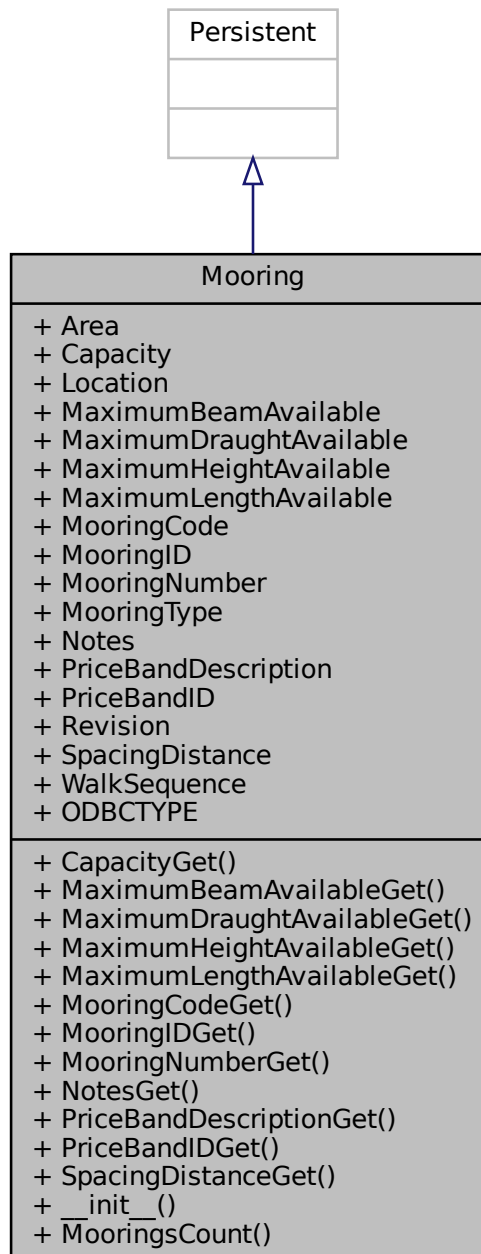 Persistent
Mooring
+ Area
+ Capacity
+ Location
+ MaximumBeamAvailable
+ MaximumDraughtAvailable
+ MaximumHeightAvailable
+ MaximumLengthAvailable
+ MooringCode
+ MooringID
+ MooringNumber
+ MooringType
+ Notes
+ PriceBandDescription
+ PriceBandID
+ Revision
+ SpacingDistance
+ WalkSequence
+ ODBCTYPE
+ CapacityGet()
+ MaximumBeamAvailableGet()
+ MaximumDraughtAvailableGet()
+ MaximumHeightAvailableGet()
+ MaximumLengthAvailableGet()
+ MooringCodeGet()
+ MooringIDGet()
+ MooringNumberGet()
+ NotesGet()
+ PriceBandDescriptionGet()
+ PriceBandIDGet()
+ SpacingDistanceGet()
+ __init__()
+ MooringsCount()